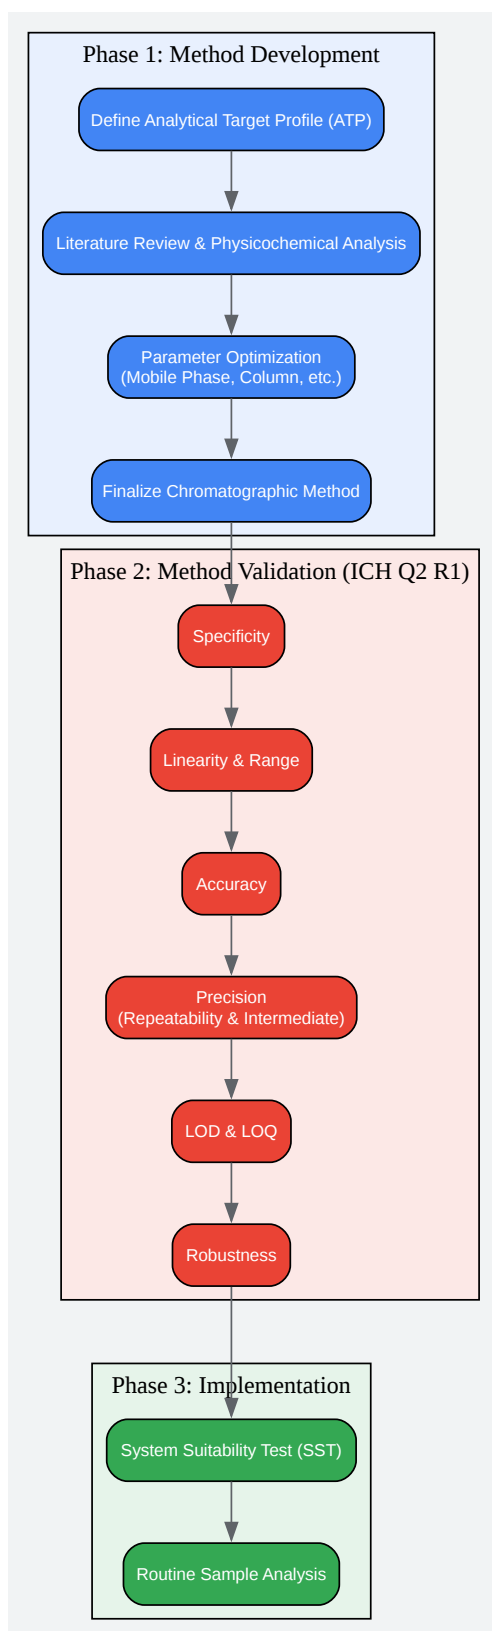 Phase 1: Method Development
Define Analytical Target Profile (ATP)
Literature Review & Physicochemical Analysis
Parameter Optimization
(Mobile Phase, Column, etc.)
Finalize Chromatographic Method
Phase 2: Method Validation (ICH Q2 R1)
Specificity
Linearity & Range
Accuracy
Precision
(Repeatability & Intermediate)
LOD & LOQ
Robustness
Phase 3: Implementation
System Suitability Test (SST)
Routine Sample Analysis